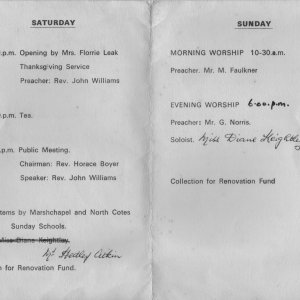 SATURDAY
0 p.m. Opening by Mrs. Florrie Leak
Thanksgiving Service
Preacher: Rev. John Williams
p.m. Tea.
p.m. Public Meeting.
Chairman: Rev. Horace Boyer
Speaker: Rev. John Williams
tems by Marshchapel and North Cotes
Sunday Schools.
Miss Diane Keightley
Mr Hedley
n for Renovation Fund.
SUNDAY
MORNING WORSHIP 10-30a.m.
Preacher. Mr. M. Faulkner
EVENING WORSHIP 6-00.p.m.
Preacher: Mr. G. Norris.
Soloist. Miss Diane Keightle
Collection for Renovation Fund